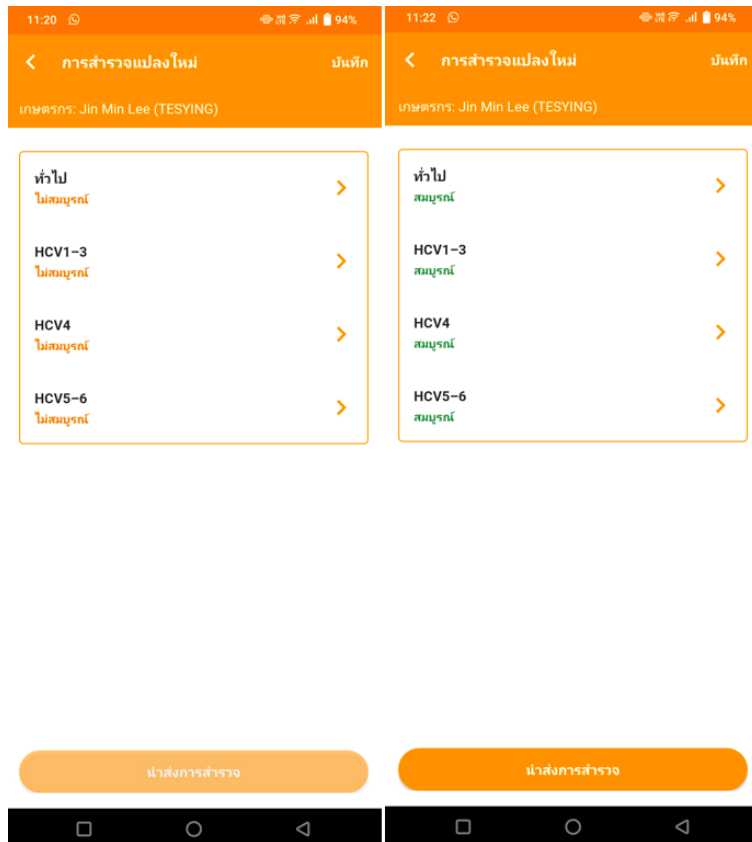 11:20 94%
การสำรวจแปลงใหม่ บันทึก
เกษตรกร: Jin Min Lee (TESYING)
ทั่วไป
ไม่สมบูรณ์
HCV1-3
ไม่สมบูรณ์
HCV4
ไม่สมบูรณ์
HCV5-6
ไม่สมบูรณ์
นำส่งการสำรวจ
11:22 94%
การสำรวจแปลงใหม่ บันทึก
เกษตรกร: Jin Min Lee (TESYING)
ทั่วไป
สมบูรณ์
HCV1-3
สมบูรณ์
HCV4
สมบูรณ์
HCV5-6
สมบูรณ์
นำส่งการสำรวจ